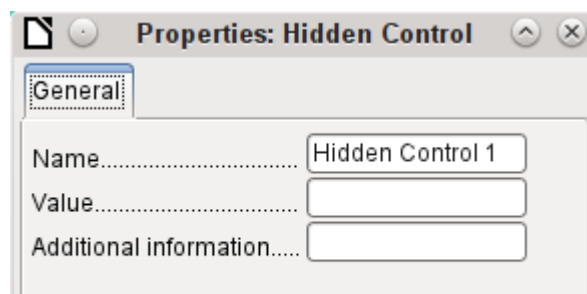 Properties: Hidden Control
General
Name.............................. Hidden Control 1
Value...............................
Additional information.....